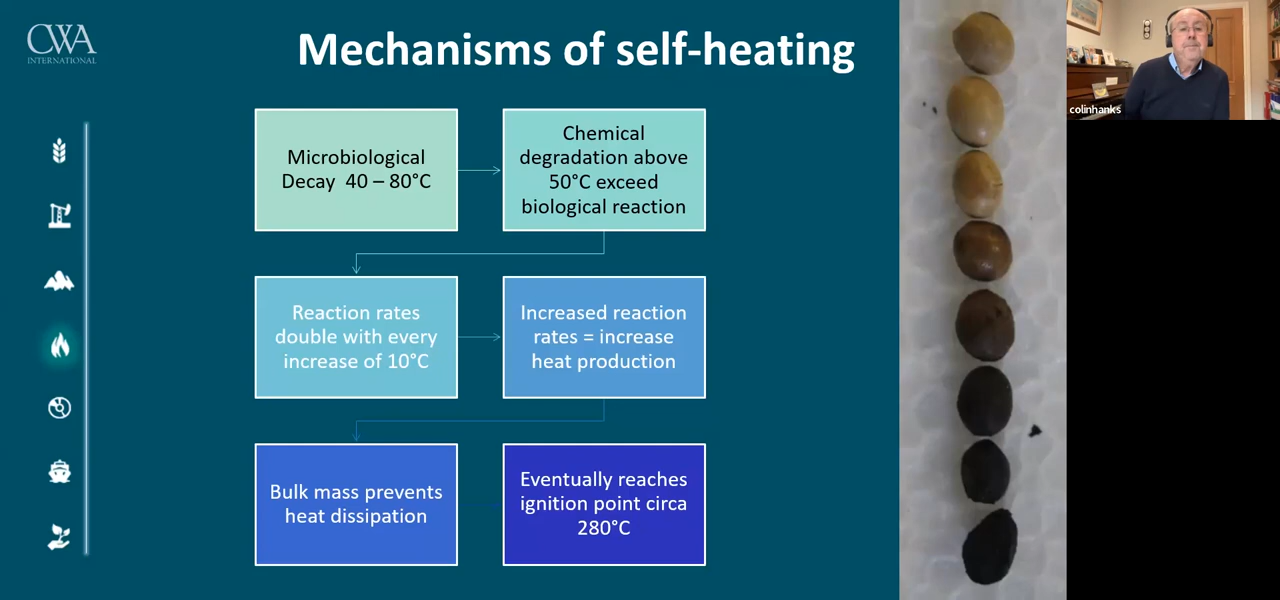 CWA
INTERNATIONAL
Mechanisms of self-heating
Microbiological
Decay 40 – 80°C
Chemical
degradation above
50°C exceed
biological reaction
Reaction rates
double with every
increase of 10°C
Increased reaction
rates = increase
heat production
Bulk mass prevents
heat dissipation
Eventually reaches
ignition point circa
280°C
colinhanks